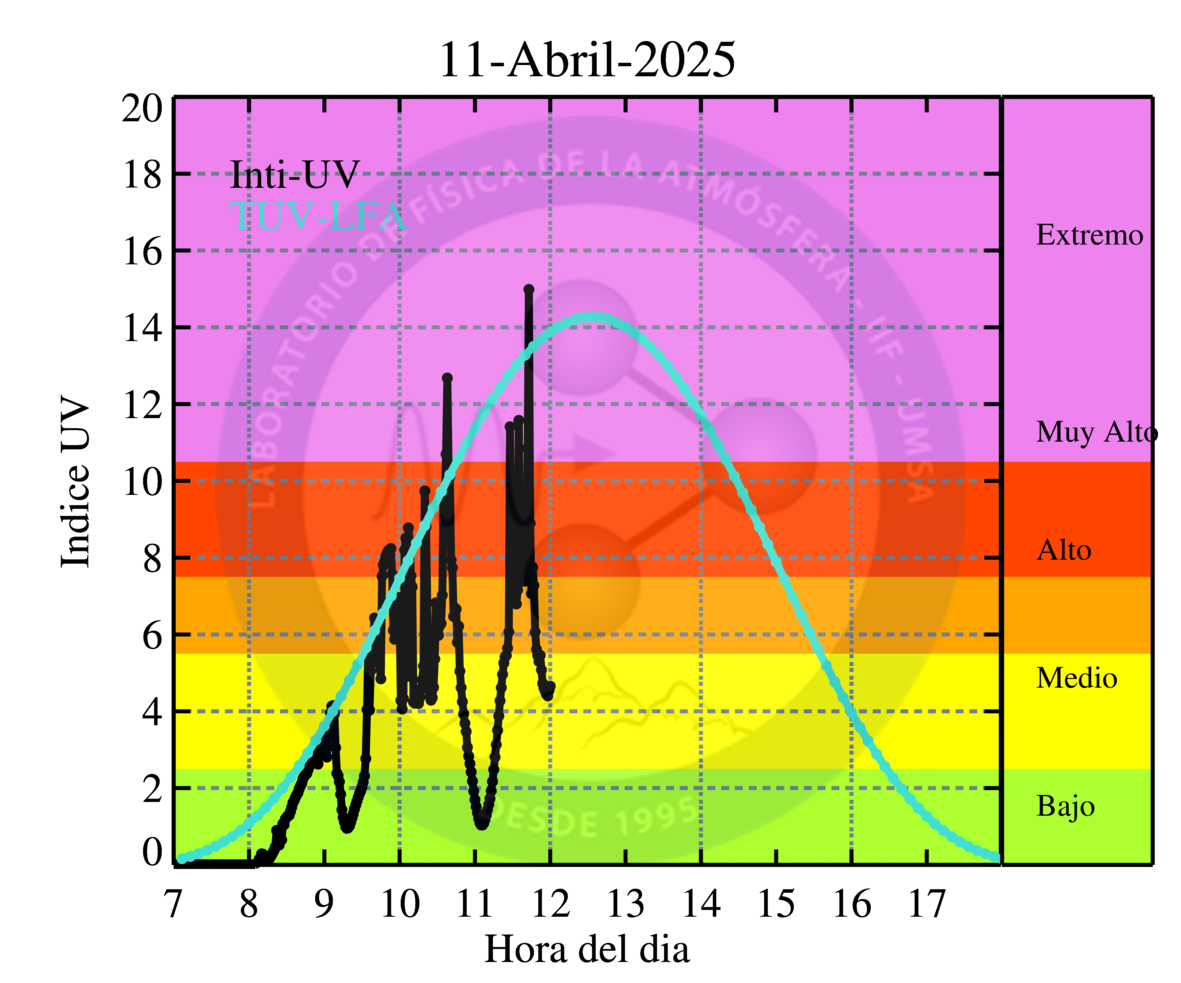 11-Abril-2025
20
18
16
14
12
10
8
6
4
2
0
Indice UV
Inti-UV
TUV-LFA
LABORATORIO DE FÍSICA DE LA ATMÓSFERA - IIF - UMSA
DESDE 1995
Extremo
Muy Alto
Alto
Medio
Bajo
7 8 9 10 11 12 13 14 15 16 17
Hora del dia